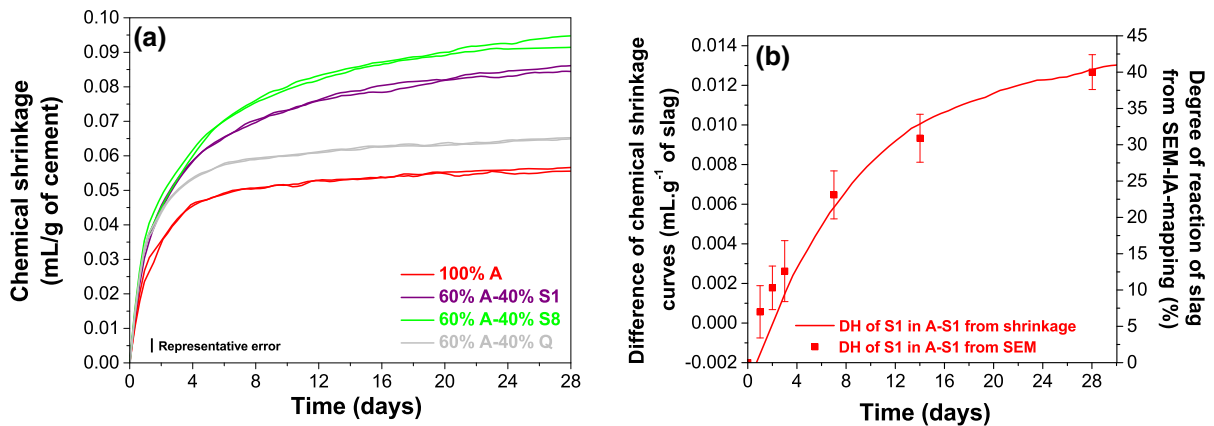 (a)
Chemical shrinkage
(mL/g of cement)
0.10
0.09
0.08
0.07
0.06
0.05
0.04
0.03
0.02
0.01
0.00
100% A
60% A-40% S1
60% A-40% S8
60% A-40% Q
Representative error
0 4 8 12 16 20 24 28
Time (days)
(b)
Difference of chemical shrinkage
curves (mL.g⁻¹ of slag)
0.014
0.012
0.010
0.008
0.006
0.004
0.002
0.000
-0.002
DH of S1 in A-S1 from shrinkage
DH of S1 in A-S1 from SEM
0 4 8 12 16 20 24 28
Time (days)
45
40
35
30
25
20
15
10
5
0
Degree of reaction of slag
from SEM-IA-mapping (%)